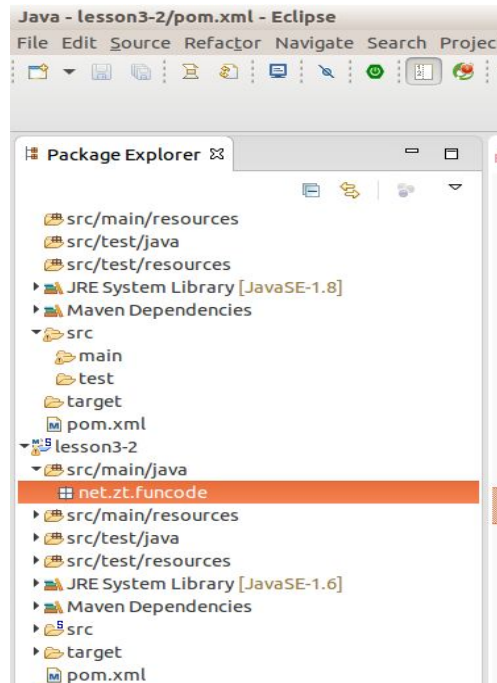 Java - lesson3-2/pom.xml - Eclipse
File Edit Source Refactor Navigate Search Projec
Package Explorer
src/main/resources
src/test/java
src/test/resources
JRE System Library [JavaSE-1.8]
Maven Dependencies
src
main
test
target
pom.xml
lesson3-2
src/main/java
net.zt.funcode
src/main/resources
src/test/java
src/test/resources
JRE System Library [JavaSE-1.6]
Maven Dependencies
src
target
pom.xml